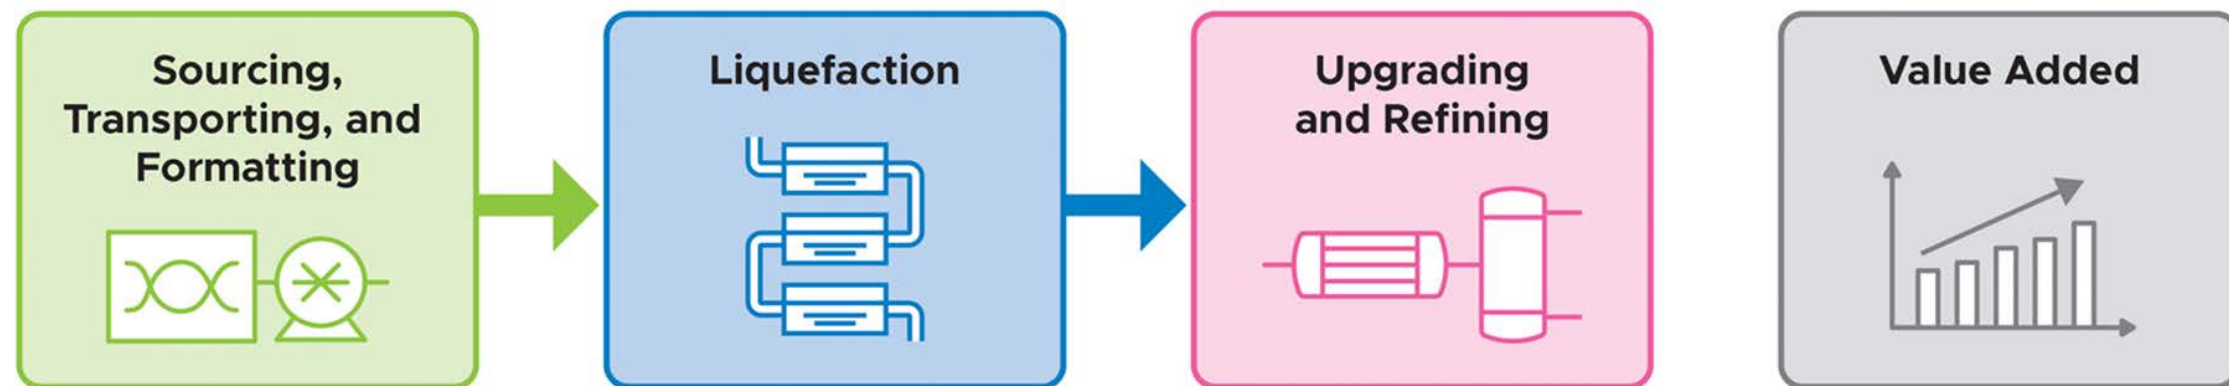 Sourcing,
Transporting, and
Formatting
Liquefaction
Upgrading
and Refining
Value Added